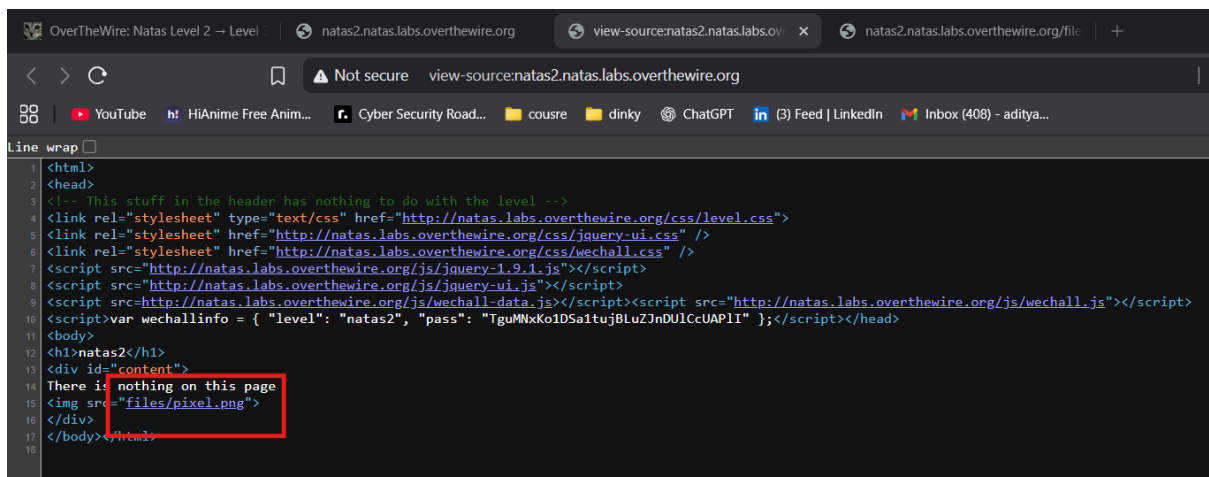 OverTheWire: Natas Level 2 → Level
natas2.natas.labs.overthewire.org
view-source:natas2.natas.labs.ov
natas2.natas.labs.overthewire.org/file
Not secure view-source:natas2.natas.labs.overthewire.org
YouTube h! HiAnime Free Anim... r. Cyber Security Road... cousre dinky ChatGPT in (3) Feed | LinkedIn Inbox (408) - aditya...
Line wrap
1 <html>
2 <head>
3 <!-- This stuff in the header has nothing to do with the level -->
4 <link rel="stylesheet" type="text/css" href="http://natas.labs.overthewire.org/css/level.css">
5 <link rel="stylesheet" href="http://natas.labs.overthewire.org/css/jquery-ui.css" />
6 <link rel="stylesheet" href="http://natas.labs.overthewire.org/css/wechall.css" />
7 <script src="http://natas.labs.overthewire.org/js/jquery-1.9.1.js"></script>
8 <script src="http://natas.labs.overthewire.org/js/jquery-ui.js"></script>
9 <script src=http://natas.labs.overthewire.org/js/wechall-data.js></script><script src="http://natas.labs.overthewire.org/js/wechall.js"></script>
10 <script>var wechallinfo = { "level": "natas2", "pass": "TguMNxKo1DSa1tujBLuZJnDUlCcUAPlI" };</script></head>
11 <body>
12 <h1>natas2</h1>
13 <div id="content">
14 There is nothing on this page
15 <img src="files/pixel.png">
16 </div>
17 </body></html>
18